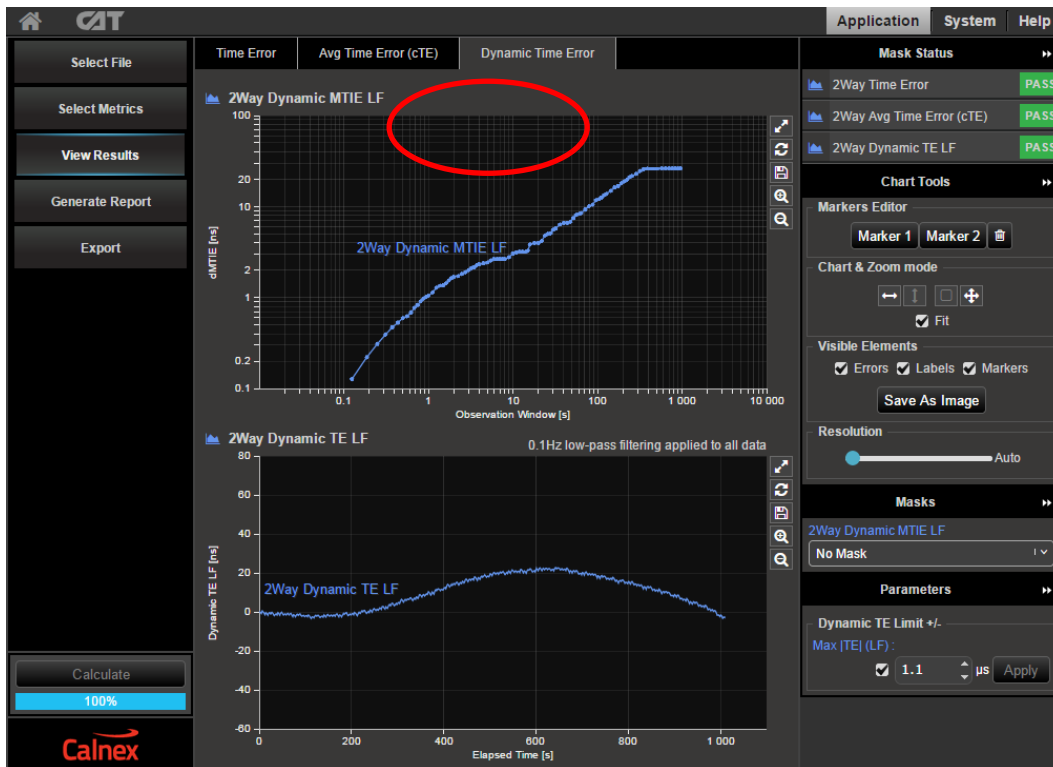 CAT
Application System Help
Select File
Select Metrics
View Results
Generate Report
Export
Calculate
100%
Calnex
Time Error Avg Time Error (cTE) Dynamic Time Error
2Way Dynamic MTIE LF
100
20
10
2
1
0.2
0.1
dMTIE [ns]
2Way Dynamic MTIE LF
0.1 1 10 100 1 000 10 000
Observation Window [s]
2Way Dynamic TE LF
0.1Hz low-pass filtering applied to all data
80
60
40
20
0
-20
-40
-60
Dynamic TE LF [ns]
2Way Dynamic TE LF
0 200 400 600 800 1 000
Elapsed Time [s]
Mask Status
2Way Time Error PASS
2Way Avg Time Error (cTE) PASS
2Way Dynamic TE LF PASS
Chart Tools
Markers Editor
Marker 1 Marker 2
Chart & Zoom mode
Fit
Visible Elements
Errors Labels Markers
Save As Image
Resolution
Auto
Masks
2Way Dynamic MTIE LF
No Mask
Parameters
Dynamic TE Limit +/-
Max |TE| (LF) :
1.1 µs Apply